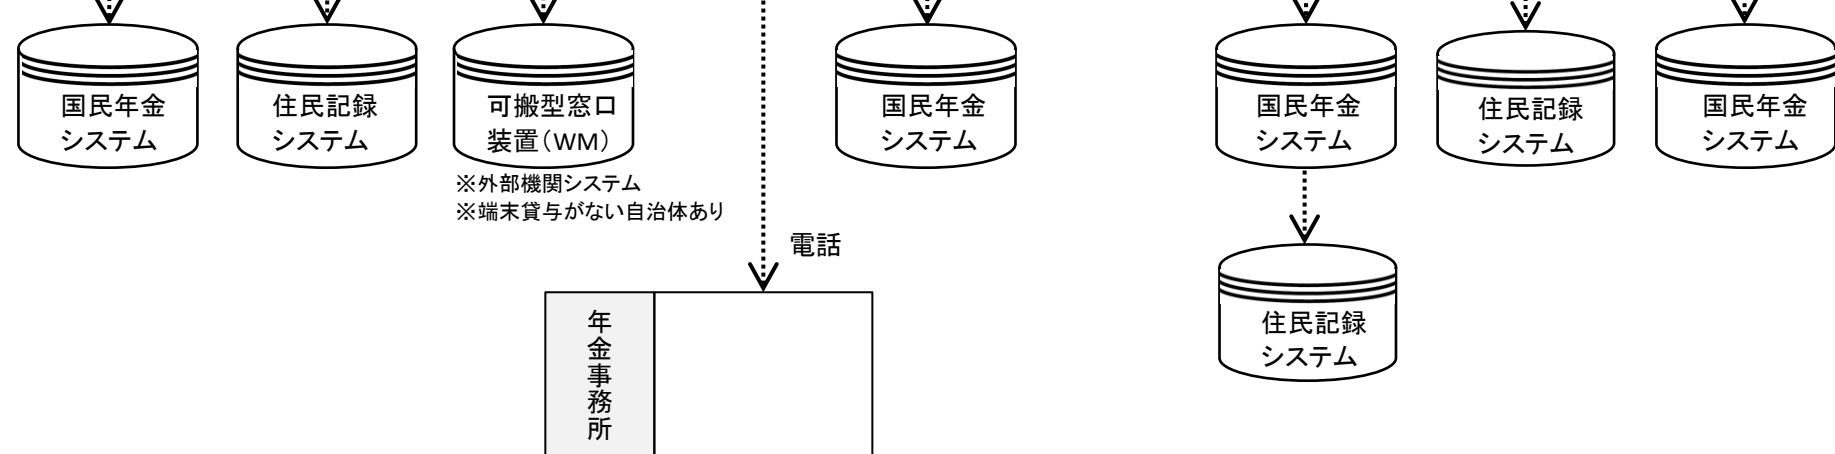 国民年金
システム
住民記録
システム
可搬型窓口
装置（WM）
※外部機関システム
※端末貸与がない自治体あり
国民年金
システム
国民年金
システム
住民記録
システム
国民年金
システム
電話
年金事務所
住民記録
システム